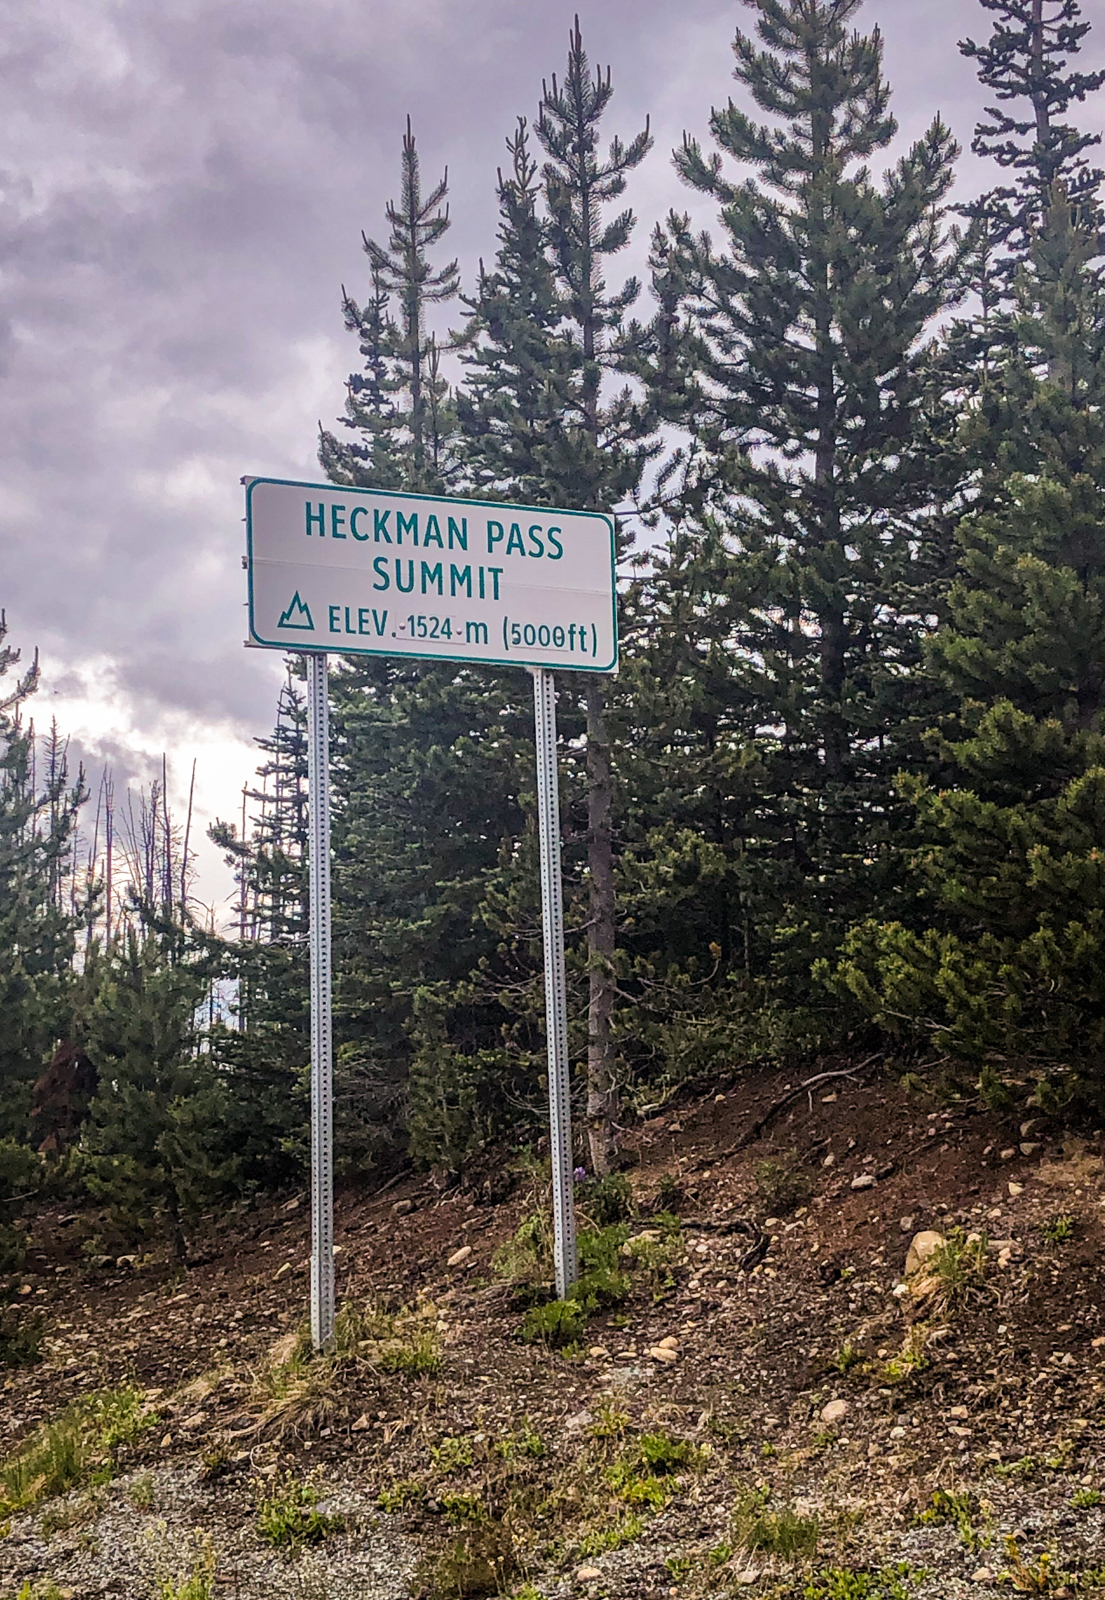 HECKMAN PASS
SUMMIT
ELEV. 1524 m (5000ft)